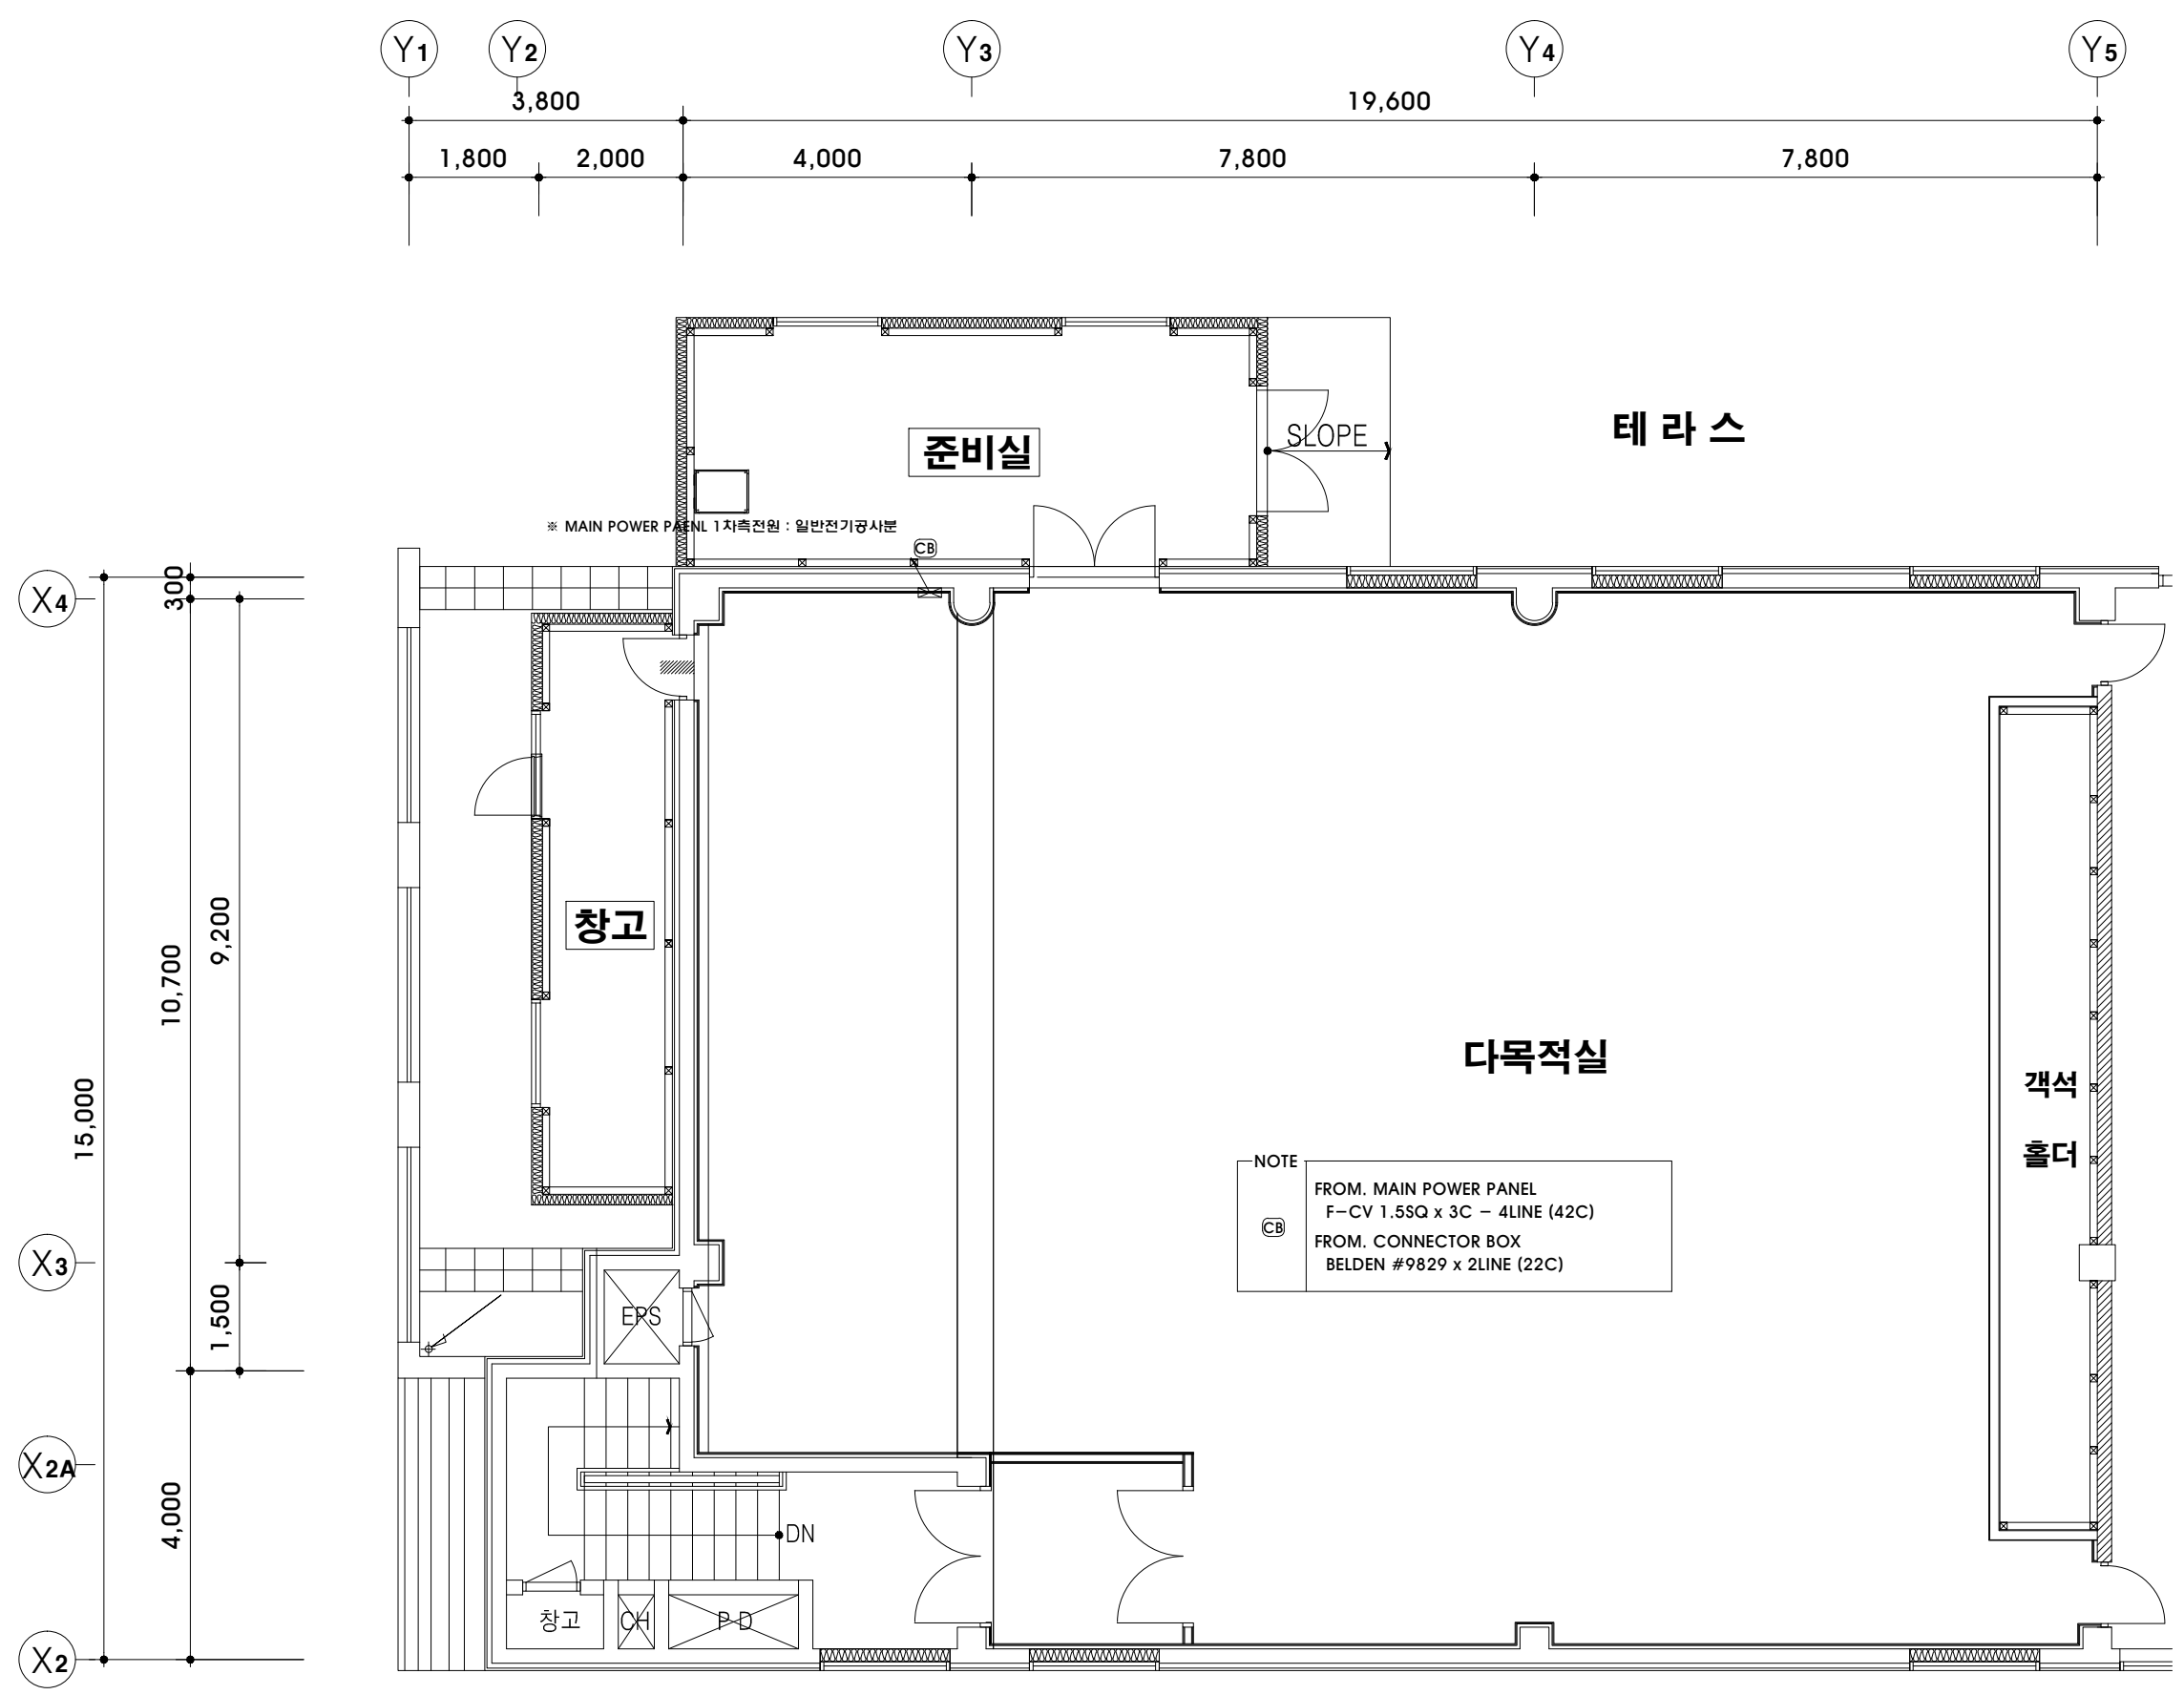 Y1
Y2
Y3
Y4
Y5
3,800
19,600
1,800
2,000
4,000
7,800
7,800
준비실
SLOPE
테 라 스
※ MAIN POWER PAENL 1차측전원 : 일반전기공사분
CB
X4
300
창고
9,200
10,700
15,000
다목적실
객석
홀더
NOTE
FROM. MAIN POWER PANEL
F-CV 1.5SQ x 3C - 4LINE (42C)
CB
FROM. CONNECTOR BOX
BELDEN #9829 x 2LINE (22C)
X3
1,500
EPS
X2A
4,000
DN
창고
CH
P D
X2